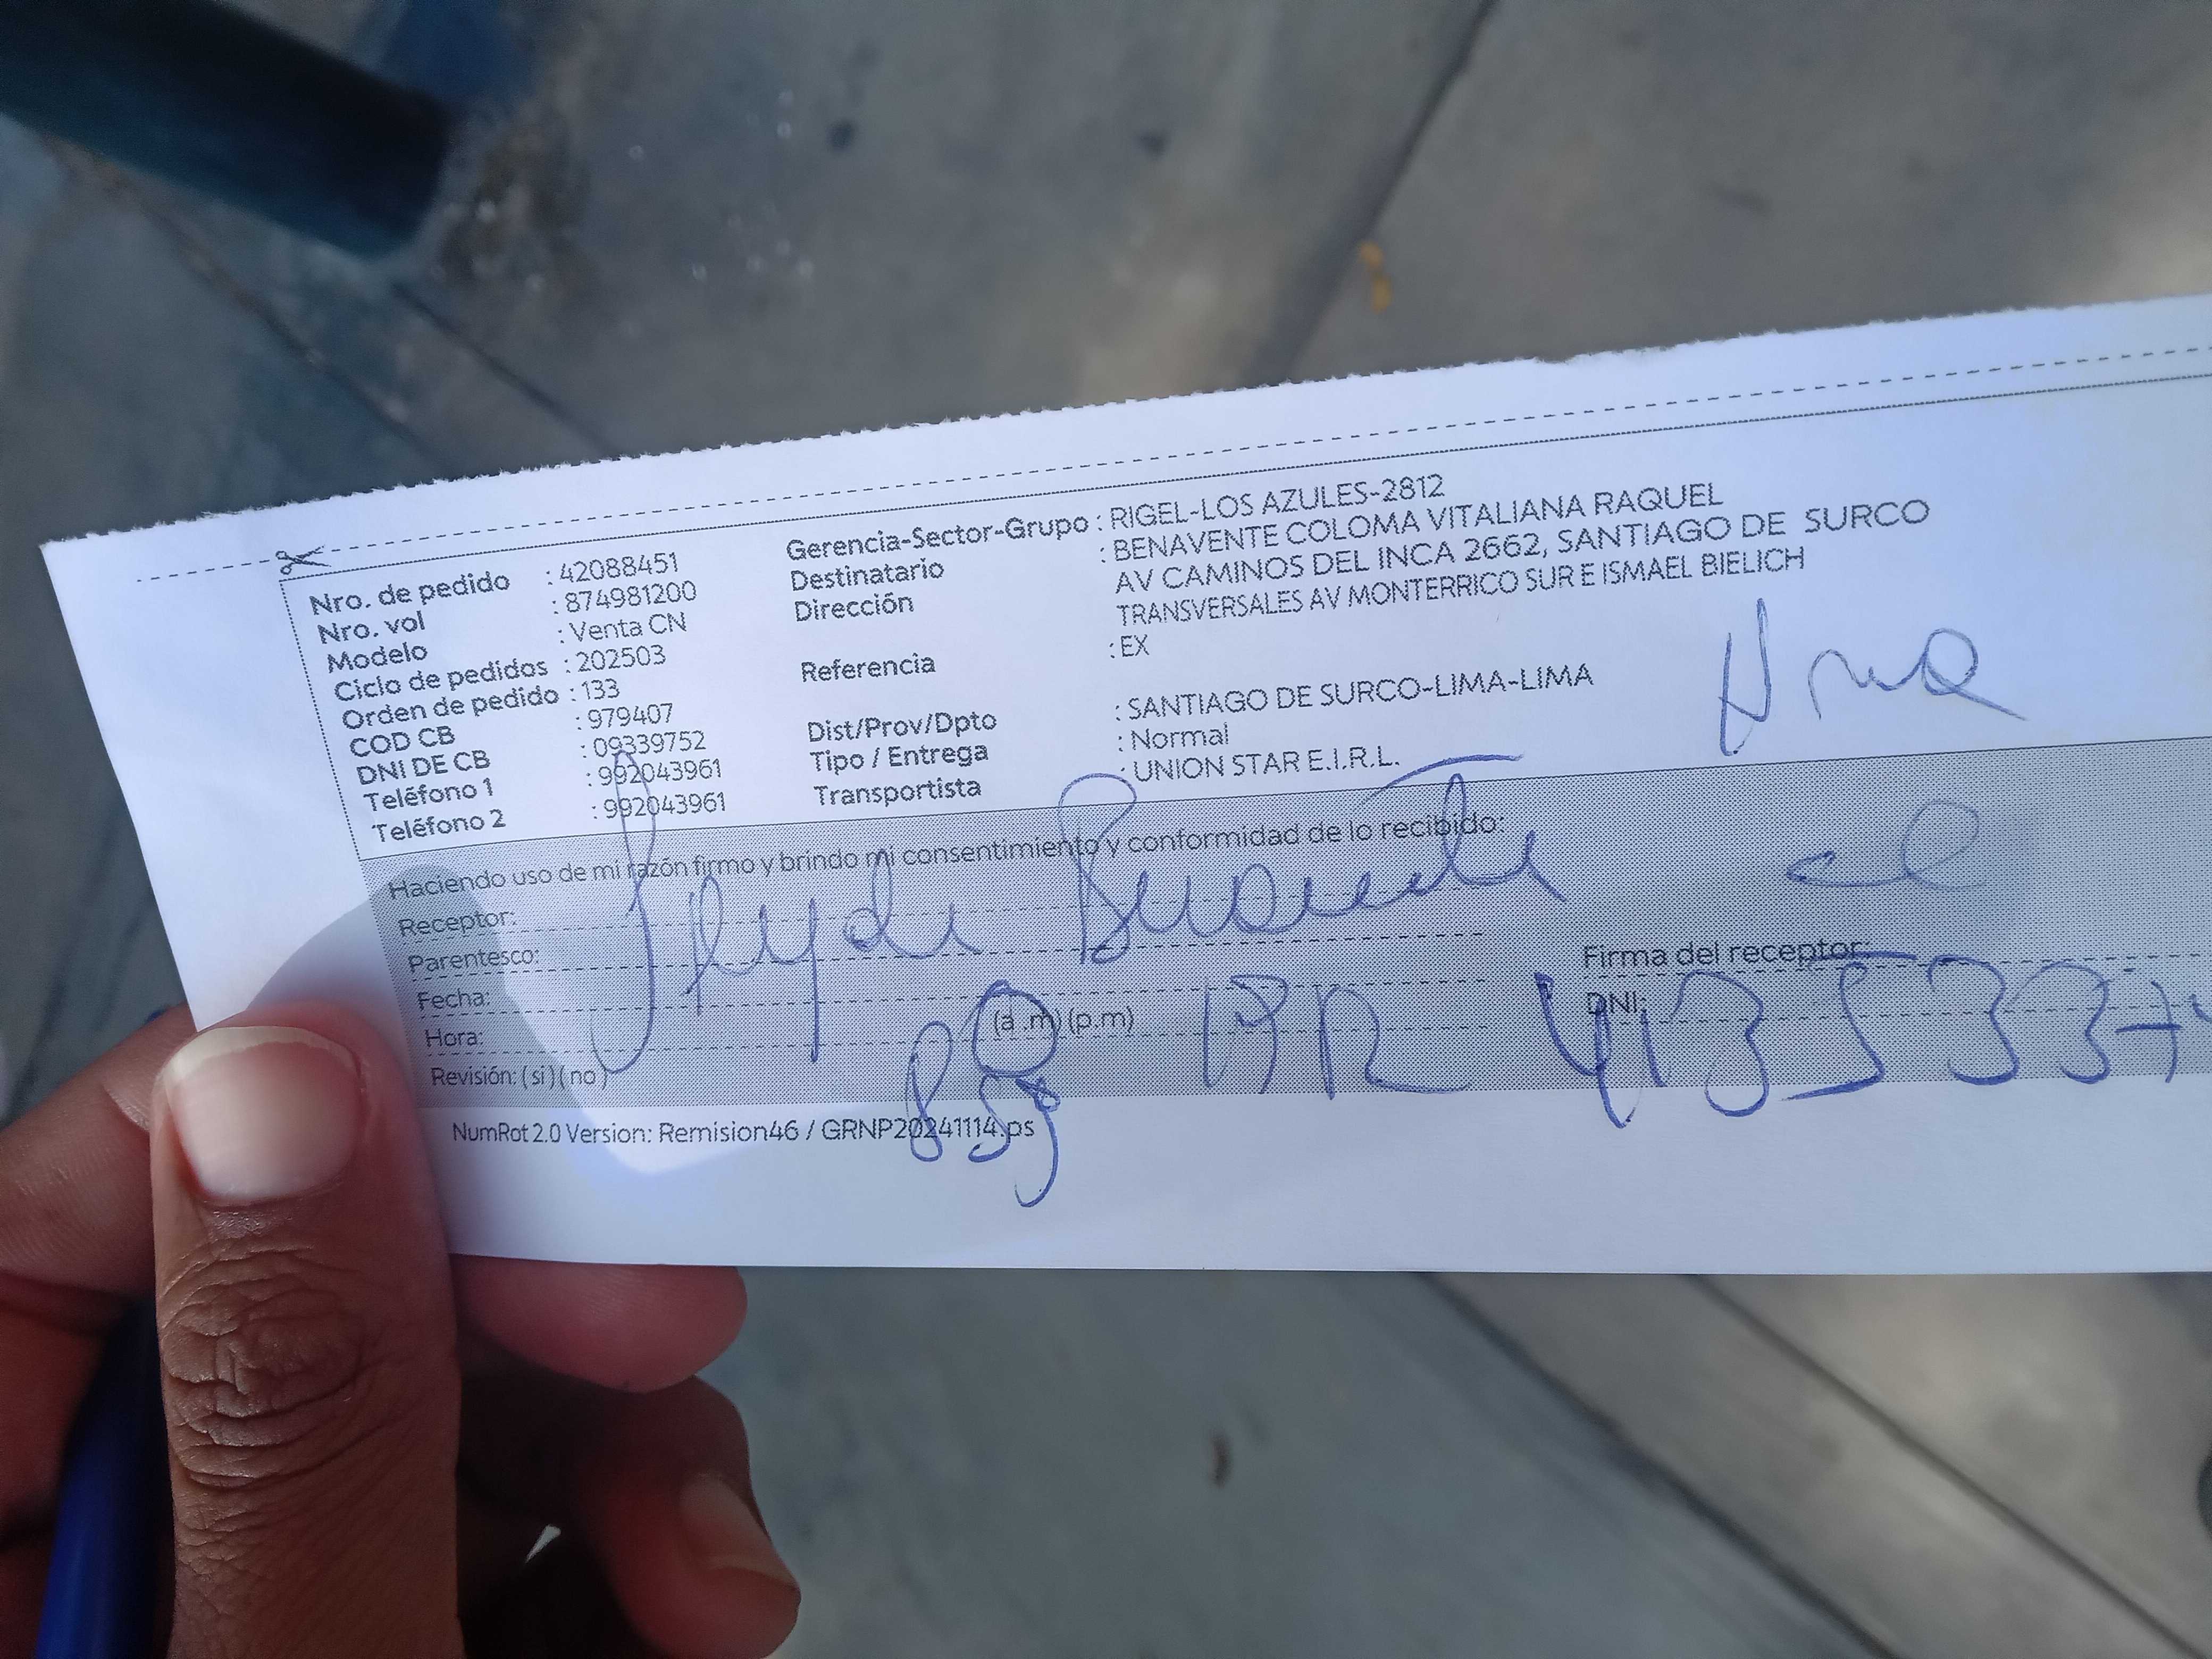 Nro. de pedido : 42088451
Nro. vol : 874981200
Modelo : Venta CN
Ciclo de pedidos : 202503
Orden de pedido : 133
COD CB : 979407
DNI DE CB : 09339752
Teléfono 1 : 992043961
Teléfono 2 : 992043961
Gerencia-Sector-Grupo : RIGEL-LOS AZULES-2812
Destinatario : BENAVENTE COLOMA VITALIANA RAQUEL
Dirección AV CAMINOS DEL INCA 2662, SANTIAGO DE SURCO
TRANSVERSALES AV MONTERRICO SUR E ISMAEL BIELICH
Referencia : EX
Dist/Prov/Dpto : SANTIAGO DE SURCO-LIMA-LIMA
Tipo / Entrega : Normal
Transportista : UNION STAR E.I.R.L.
Haciendo uso de mi razón firmo y brindo mi consentimiento y conformidad de lo recibido:
Receptor:
Parentesco:
Fecha:
Hora: (a.m)(p.m)
Revisión: (si)(no)
Firma del receptor:
DNI:
NumRot 2.0 Version: Remision46 / GRNP20241114.ps